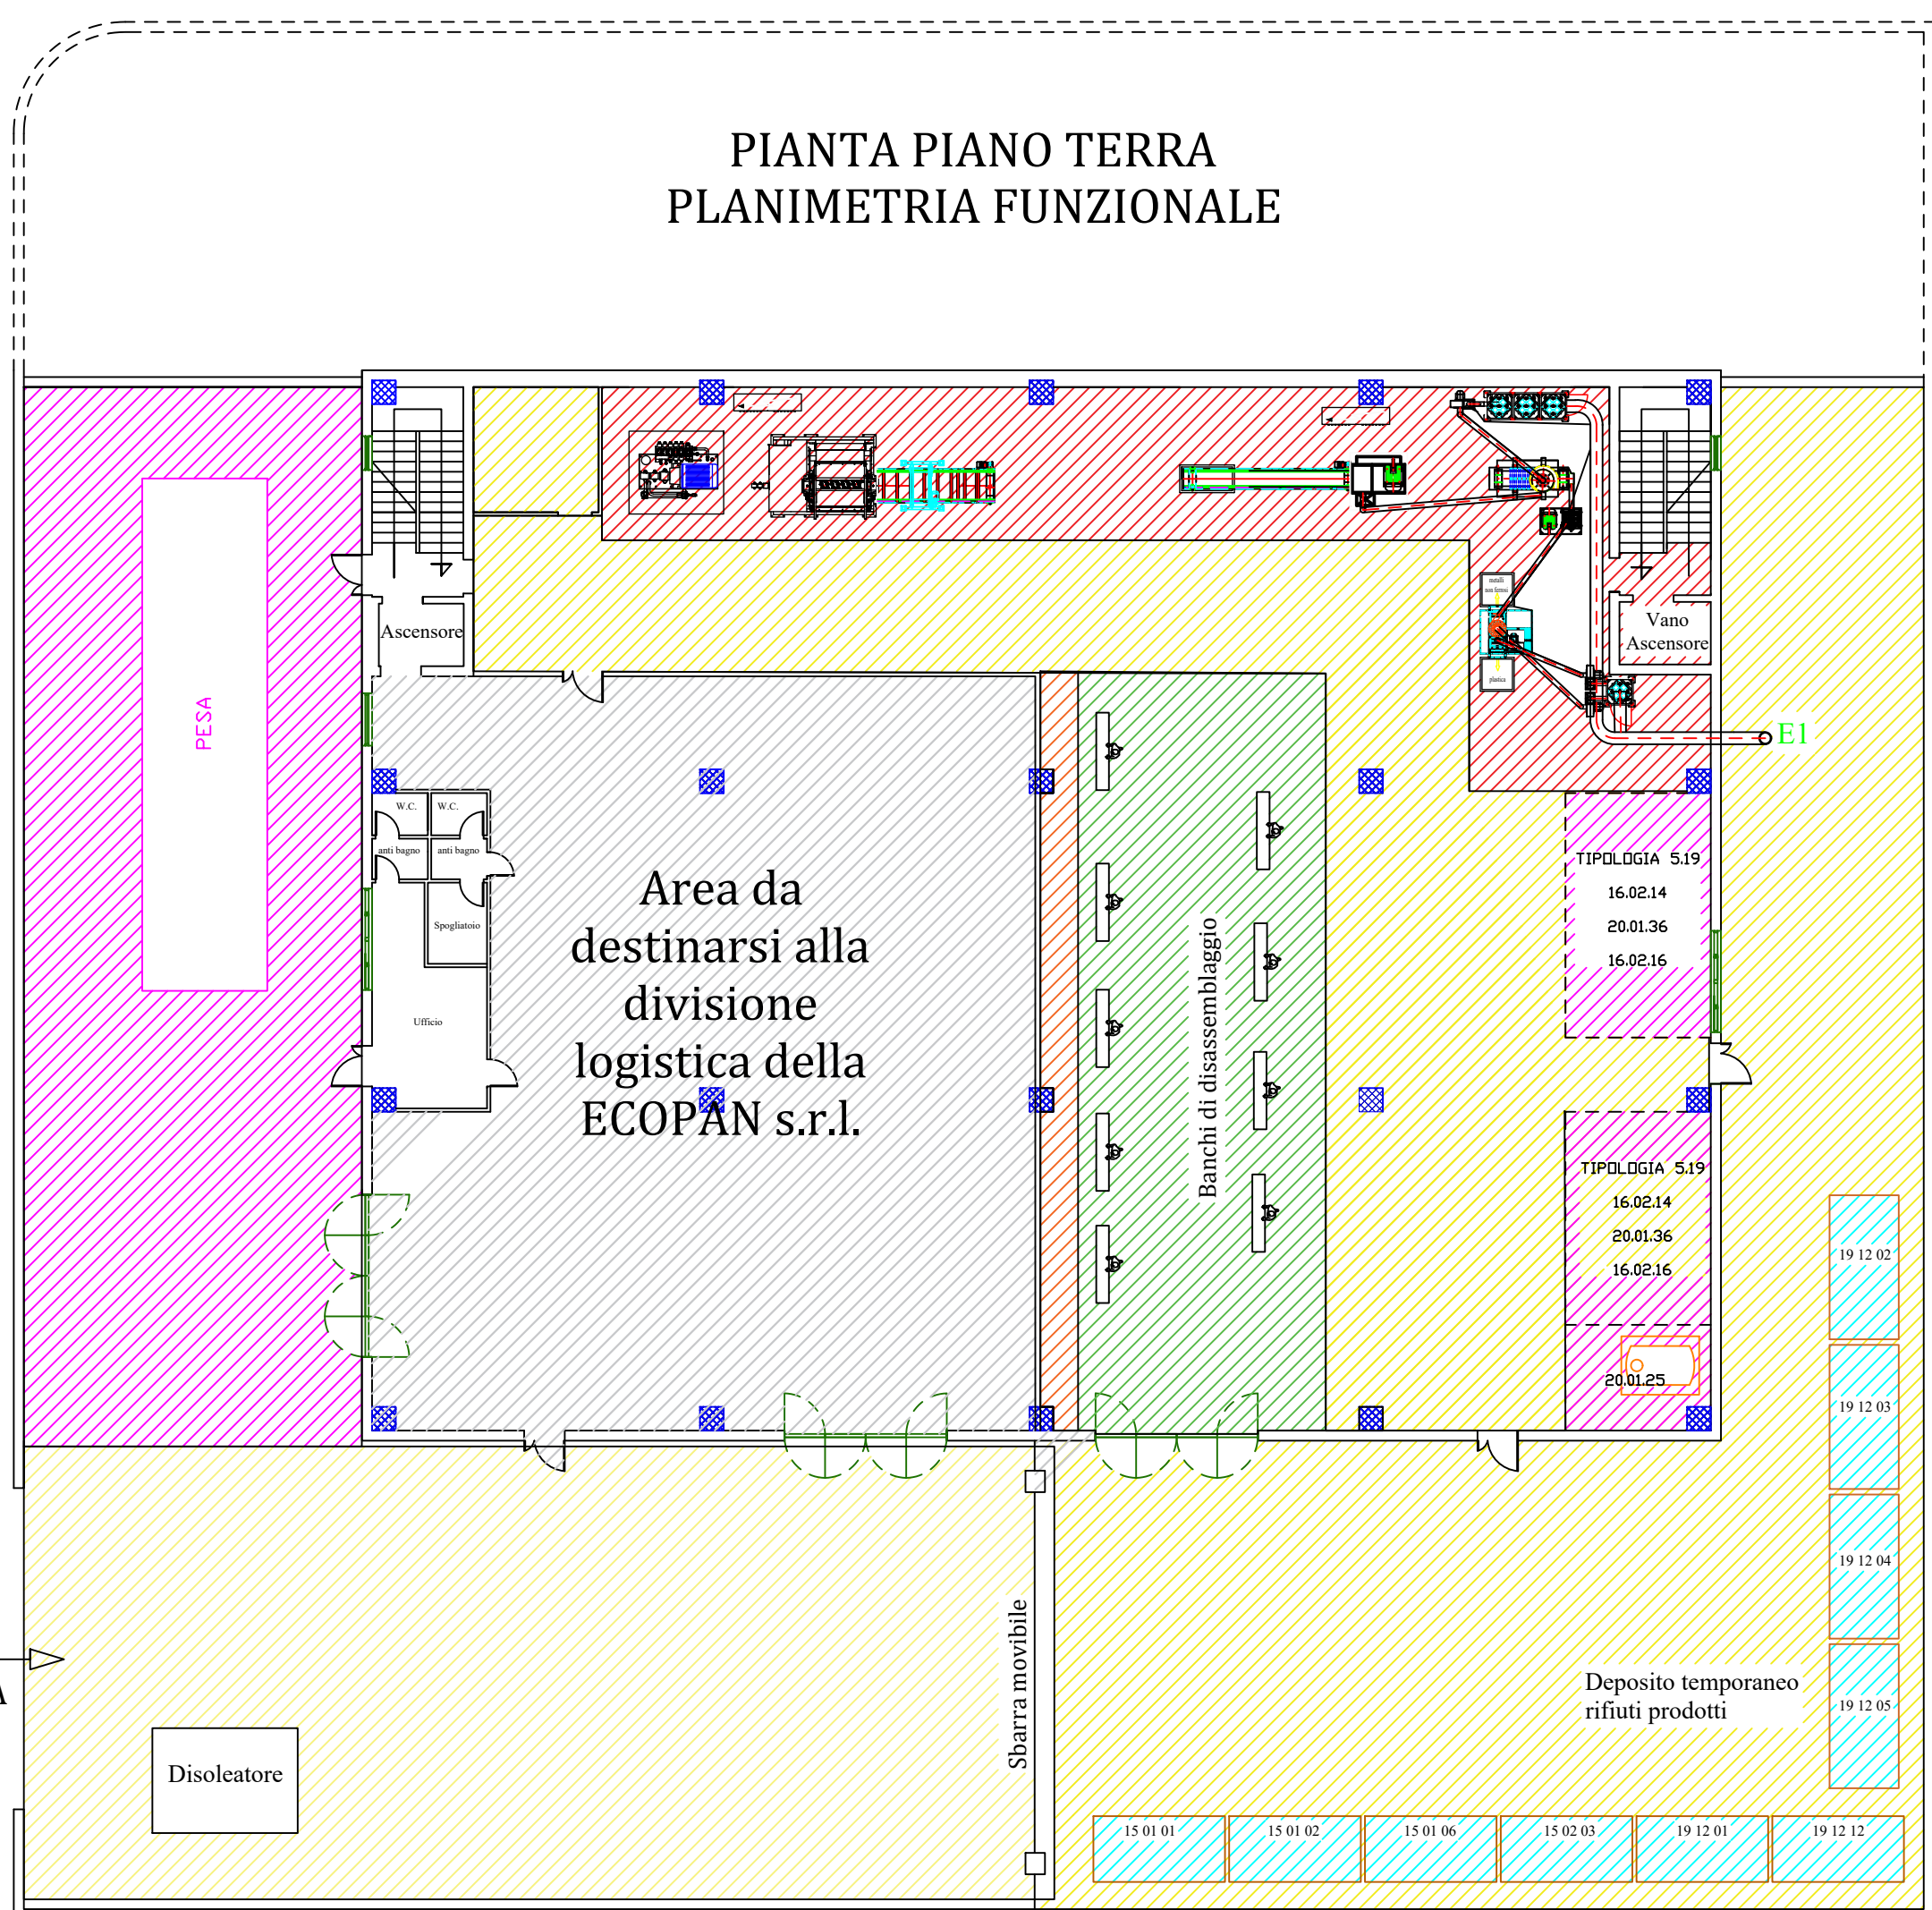 PIANTA PIANO TERRA
PLANIMETRIA FUNZIONALE
metalli
non ferrosi
Ascensore
Vano
Ascensore
plastica
PESA
E1
W.C.
W.C.
anti bagno
anti bagno
Spogliatoio
Ufficio
Area da
destinarsi alla
divisione
logistica della
ECOPAN s.r.l.
Banchi di disassemblaggio
TIPOLOGIA 5.19
16.02.14
20.01.36
16.02.16
TIPOLOGIA 5.19
16.02.14
20.01.36
16.02.16
20.01.25
19 12 02
19 12 03
19 12 04
19 12 05
Sbarra movibile
Deposito temporaneo
rifiuti prodotti
A
Disoleatore
15 01 01
15 01 02
15 01 06
15 02 03
19 12 01
19 12 12